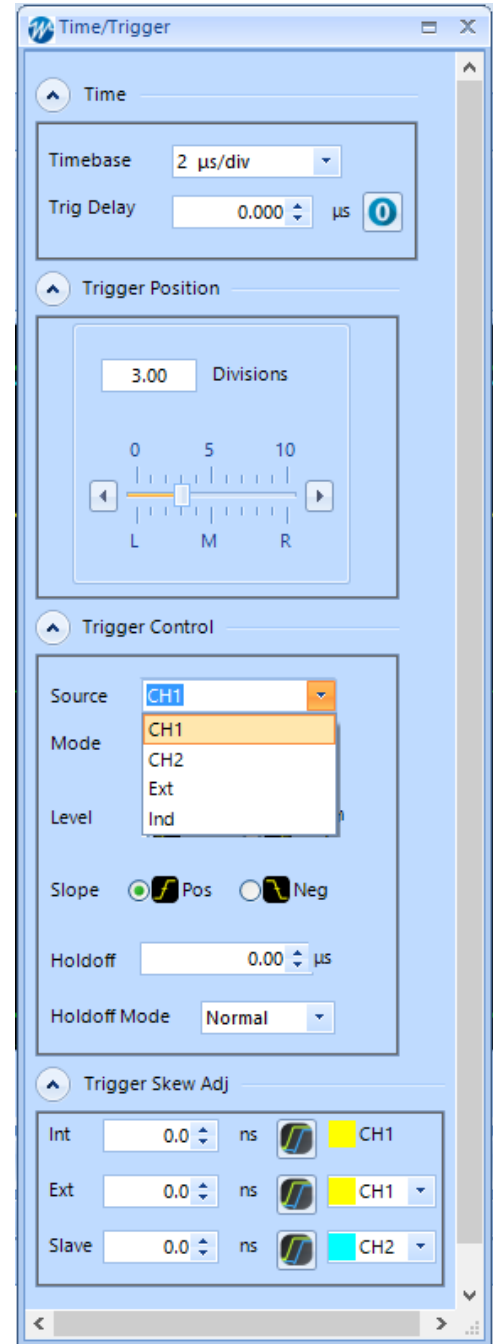 Time/Trigger
Time
Timebase 2 µs/div
Trig Delay 0.000 µs 0
Trigger Position
3.00 Divisions
0 5 10
L M R
Trigger Control
Source CH1
CH1
Mode
CH2
Ext
Level Ind
Slope Pos Neg
Holdoff 0.00 µs
Holdoff Mode Normal
Trigger Skew Adj
Int 0.0 ns CH1
Ext 0.0 ns CH1
Slave 0.0 ns CH2